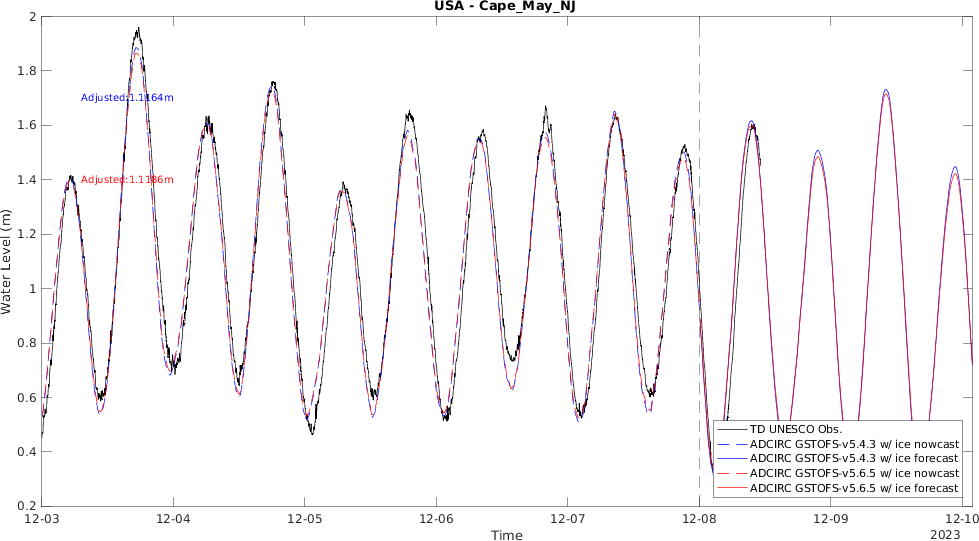 USA - Cape_May_NJ
2
1.8
1.6
1.4
1.2
1
0.8
0.6
0.4
0.2
Water Level (m)
Adjusted:1.1164m
Adjusted:1.1186m
TD UNESCO Obs.
ADCIRC GSTOFS-v5.4.3 w/ ice nowcast
ADCIRC GSTOFS-v5.4.3 w/ ice forecast
ADCIRC GSTOFS-v5.6.5 w/ ice nowcast
ADCIRC GSTOFS-v5.6.5 w/ ice forecast
12-03 12-04 12-05 12-06 12-07 12-08 12-09 12-10
Time
2023